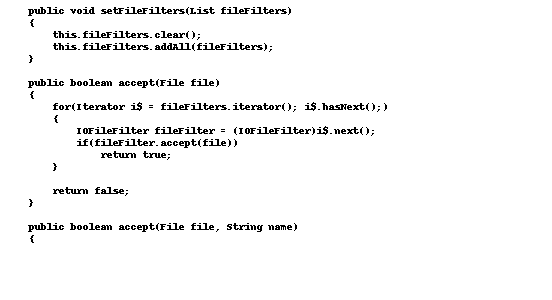 public void setFileFilters(List fileFilters)
{
    this.fileFilters.clear();
    this.fileFilters.addAll(fileFilters);
}
public boolean accept(File file)
{
    for(Iterator i$ = fileFilters.iterator(); i$.hasNext();)
    {
        IOFileFilter fileFilter = (IOFileFilter)i$.next();
        if(fileFilter.accept(file))
            return true;
    }
    return false;
}
public boolean accept(File file, String name)
{